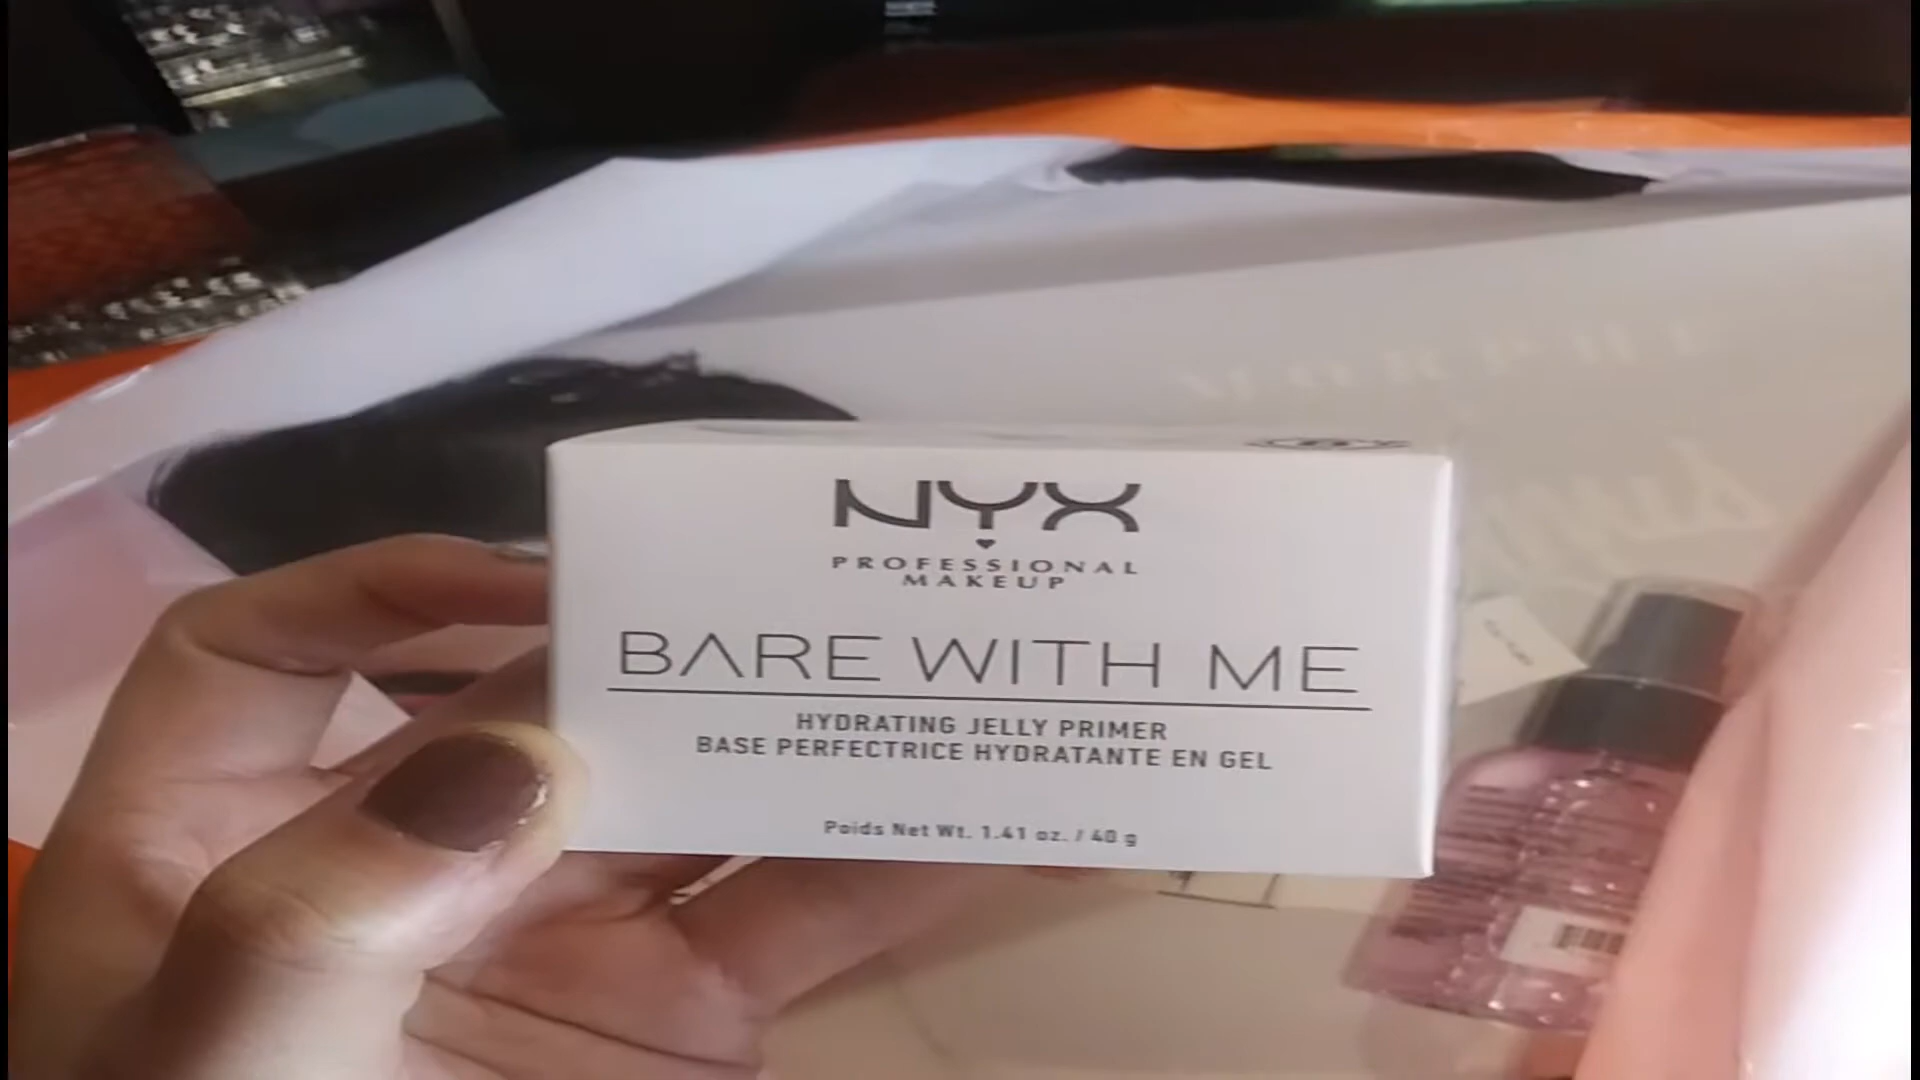 NYX
PROFESSIONAL
MAKEUP
BARE WITH ME
HYDRATING JELLY PRIMER
BASE PERFECTRICE HYDRATANTE EN GEL
Poids Net Wt. 1.41 oz. / 40 g